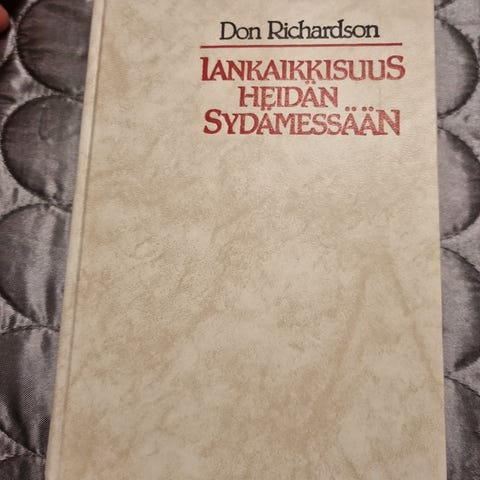 Don Richardson
IANKAIKKISUUS
HEIDÄN
SYDÄMESSÄÄN